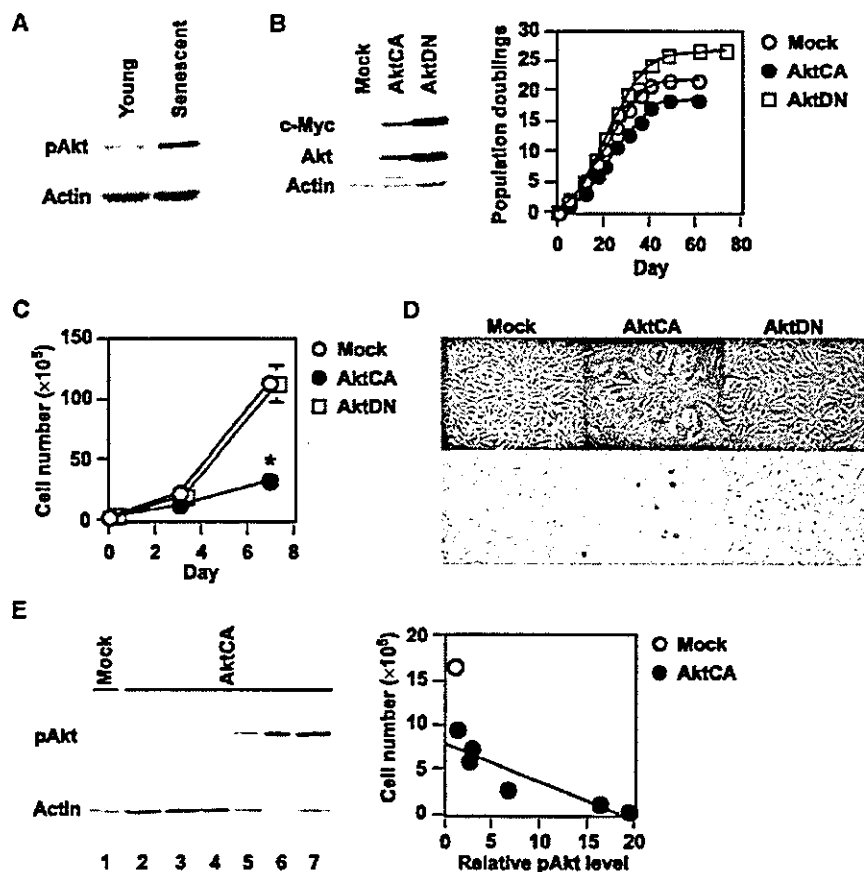 A
Young
Senescent
pAkt
Actin
B
Mock
AktCA
AktDN
c-Myc
Akt
Actin
Population doublings
30
25
20
15
10
5
0
0 20 40 60 80
Day
Mock
AktCA
AktDN
C
Cell number (×10⁵)
150
100
50
0
*
0 2 4 6 8
Day
Mock
AktCA
AktDN
D
Mock AktCA AktDN
E
Mock
AktCA
pAkt
Actin
1 2 3 4 5 6 7
Cell number (×10⁵)
20
15
10
5
0
0 5 10 15 20
Relative pAkt level
Mock
AktCA